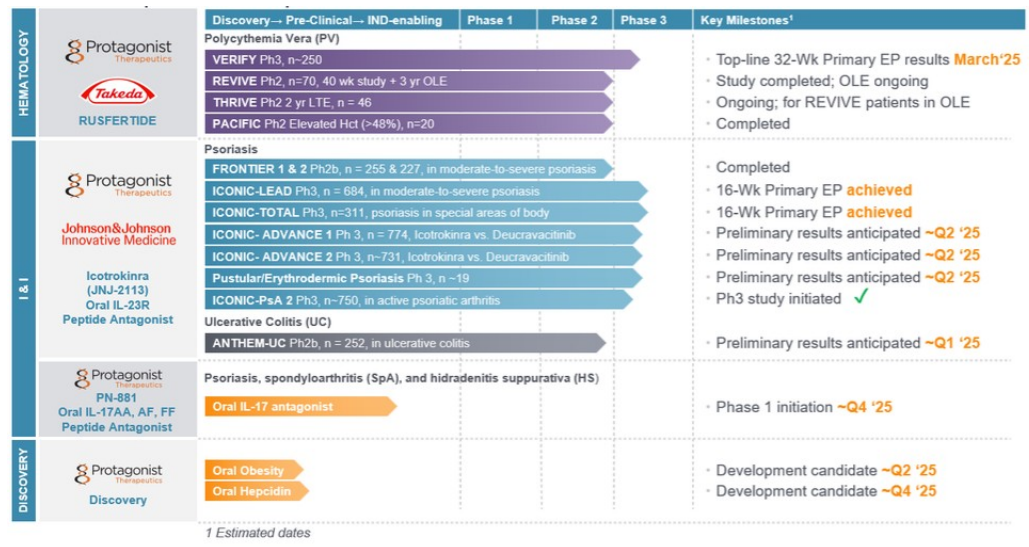 Discovery→ Pre-Clinical→ IND-enabling Phase 1 Phase 2 Phase 3 Key Milestones¹
HEMATOLOGY
Protagonist
Therapeutics
Takeda
RUSFERTIDE
Polycythemia Vera (PV)
VERIFY Ph3, n~250 · Top-line 32-Wk Primary EP results March'25
REVIVE Ph2, n=70, 40 wk study + 3 yr OLE · Study completed; OLE ongoing
THRIVE Ph2 2 yr LTE, n = 46 · Ongoing; for REVIVE patients in OLE
PACIFIC Ph2 Elevated Hct (>48%), n=20 · Completed
I & I
Protagonist
Therapeutics
Johnson&Johnson
Innovative Medicine
Icotrokinra
(JNJ-2113)
Oral IL-23R
Peptide Antagonist
Psoriasis
FRONTIER 1 & 2 Ph2b, n = 255 & 227, in moderate-to-severe psoriasis · Completed
ICONIC-LEAD Ph3, n = 684, in moderate-to-severe psoriasis · 16-Wk Primary EP achieved
ICONIC-TOTAL Ph3, n=311, psoriasis in special areas of body · 16-Wk Primary EP achieved
ICONIC- ADVANCE 1 Ph 3, n = 774, Icotrokinra vs. Deucravacitinib · Preliminary results anticipated ~Q2 '25
ICONIC- ADVANCE 2 Ph 3, n~731, Icotrokinra vs. Deucravacitinib · Preliminary results anticipated ~Q2 '25
Pustular/Erythrodermic Psoriasis Ph 3, n ~19 · Preliminary results anticipated ~Q2 '25
ICONIC-PsA 2 Ph3, n~750, in active psoriatic arthritis · Ph3 study initiated ✓
Ulcerative Colitis (UC)
ANTHEM-UC Ph2b, n = 252, in ulcerative colitis · Preliminary results anticipated ~Q1 '25
Protagonist
Therapeutics
PN-881
Oral IL-17AA, AF, FF
Peptide Antagonist
Psoriasis, spondyloarthritis (SpA), and hidradenitis suppurativa (HS)
Oral IL-17 antagonist · Phase 1 initiation ~Q4 '25
DISCOVERY
Protagonist
Therapeutics
Discovery
Oral Obesity · Development candidate ~Q2 '25
Oral Hepcidin · Development candidate ~Q4 '25
1 Estimated dates